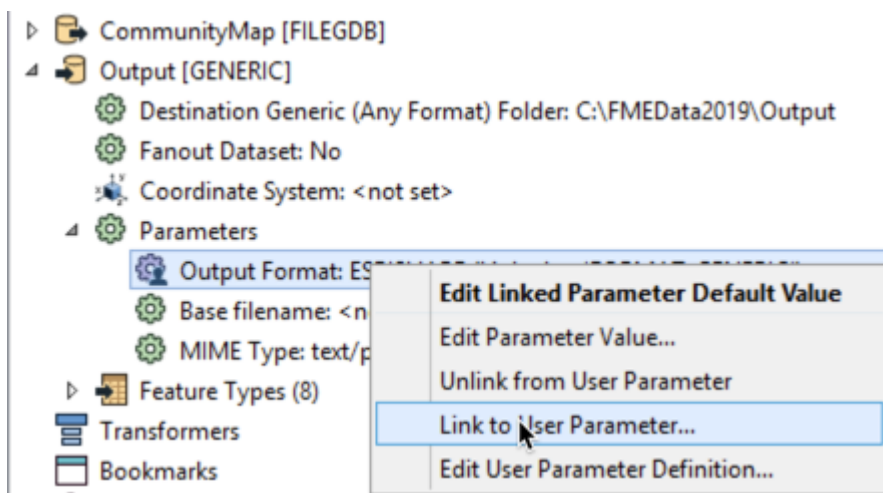 CommunityMap [FILEGDB]
Output [GENERIC]
Destination Generic (Any Format) Folder: C:\FMEData2019\Output
Fanout Dataset: No
Coordinate System: <not set>
Parameters
Output Format:
Base filename:
MIME Type:
Feature Types (8)
Transformers
Bookmarks
Edit Linked Parameter Default Value
Edit Parameter Value...
Unlink from User Parameter
Link to User Parameter...
Edit User Parameter Definition...